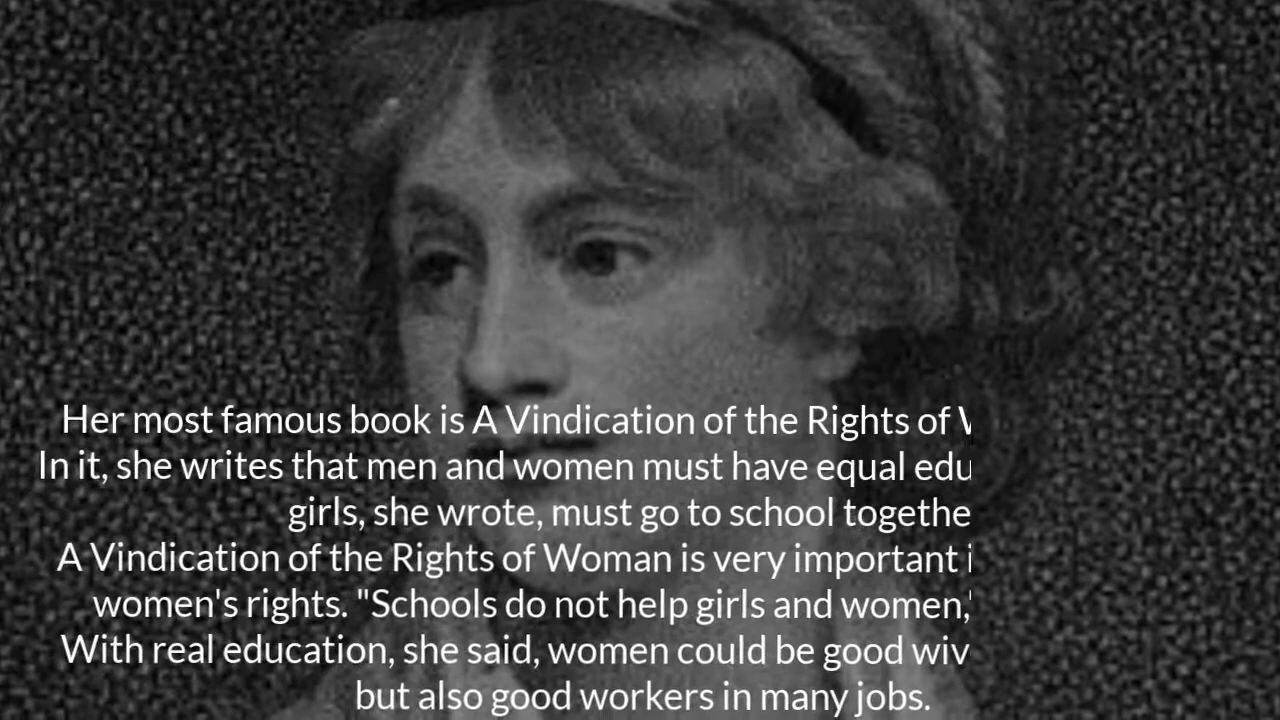 Her most famous book is A Vindication of the Rights of
In it, she writes that men and women must have equal edu
girls, she wrote, must go to school togethe
A Vindication of the Rights of Woman is very important
women's rights. "Schools do not help girls and women,
With real education, she said, women could be good wiv
but also good workers in many jobs.